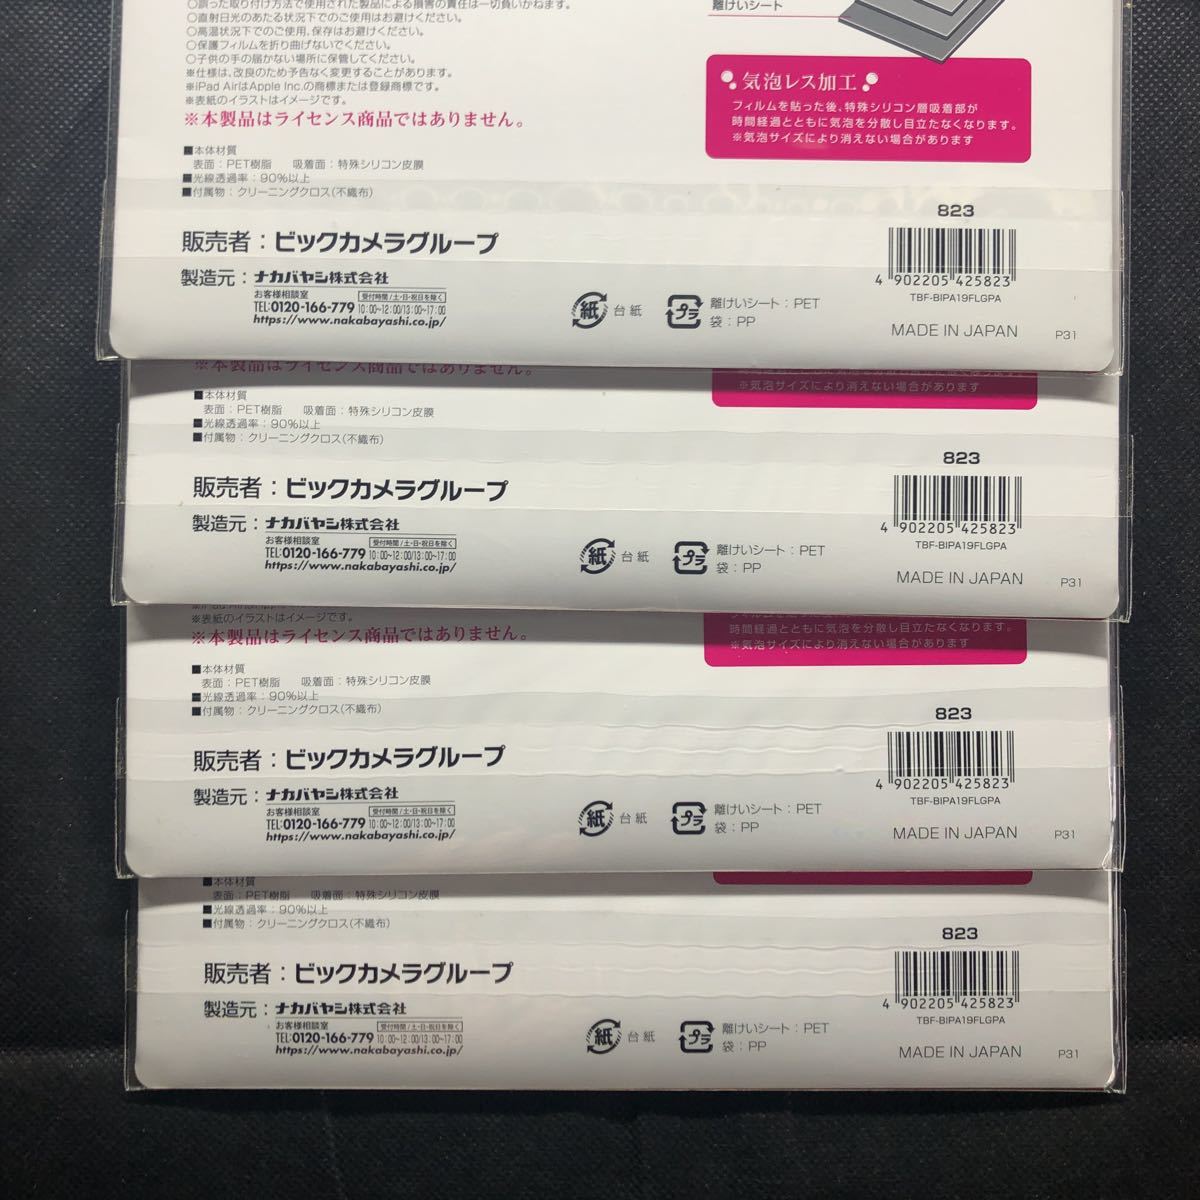 ○誤った取り付け方法で使用された製品による損害の責任は一切負いかねます。
○直射日光のあたる状況下でのご使用はお避けください。
○高温状況下でのご使用、保存はお避けください。
○保護フィルムを折り曲げないでください。
○子供の手の届かない場所に保管してください。
※仕様は、改良のため予告なく変更することがあります。
※iPad AirはApple Inc.の商標または登録商標です。
※表紙のイラストはイメージです。
※本製品はライセンス商品ではありません。
離けいシート
気泡レス加工
フィルムを貼った後、特殊シリコン層吸着部が
時間経過とともに気泡を分散し目立たなくなります。
※気泡サイズにより消えない場合があります
■本体材質
表面：PET樹脂　吸着面：特殊シリコン皮膜
■光線透過率：90%以上
■付属物：クリーニングクロス(不織布)
販売者：ビックカメラグループ
製造元：ナカバヤシ株式会社
お客様相談室 受付時間/土・日・祝日を除く
TEL:0120-166-779 10:00~12:00/13:00~17:00
https://www.nakabayashi.co.jp/
紙 台紙
プラ 離けいシート：PET
袋：PP
823
4 902205 425823
TBF-BIPA19FLGPA
MADE IN JAPAN
P31
※本製品はライセンス商品ではありません。
※気泡サイズにより消えない場合があります
■本体材質
表面：PET樹脂　吸着面：特殊シリコン皮膜
■光線透過率：90%以上
■付属物：クリーニングクロス(不織布)
販売者：ビックカメラグループ
製造元：ナカバヤシ株式会社
お客様相談室 受付時間/土・日・祝日を除く
TEL:0120-166-779 10:00~12:00/13:00~17:00
https://www.nakabayashi.co.jp/
紙 台紙
プラ 離けいシート：PET
袋：PP
823
4 902205 425823
TBF-BIPA19FLGPA
MADE IN JAPAN
P31
※表紙のイラストはイメージです。
※本製品はライセンス商品ではありません。
時間経過とともに気泡を分散し目立たなくなります。
※気泡サイズにより消えない場合があります
■本体材質
表面：PET樹脂　吸着面：特殊シリコン皮膜
■光線透過率：90%以上
■付属物：クリーニングクロス(不織布)
販売者：ビックカメラグループ
製造元：ナカバヤシ株式会社
お客様相談室 受付時間/土・日・祝日を除く
TEL:0120-166-779 10:00~12:00/13:00~17:00
https://www.nakabayashi.co.jp/
紙 台紙
プラ 離けいシート：PET
袋：PP
823
4 902205 425823
TBF-BIPA19FLGPA
MADE IN JAPAN
P31
■本体材質
表面：PET樹脂　吸着面：特殊シリコン皮膜
■光線透過率：90%以上
■付属物：クリーニングクロス(不織布)
販売者：ビックカメラグループ
製造元：ナカバヤシ株式会社
お客様相談室 受付時間/土・日・祝日を除く
TEL:0120-166-779 10:00~12:00/13:00~17:00
https://www.nakabayashi.co.jp/
紙 台紙
プラ 離けいシート：PET
袋：PP
823
4 902205 425823
TBF-BIPA19FLGPA
MADE IN JAPAN
P31